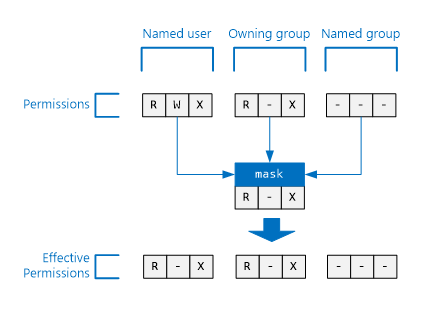 Named user Owning group Named group
Permissions R W X R - X - - -
mask
R - X
Effective
Permissions R - X R - X - - -